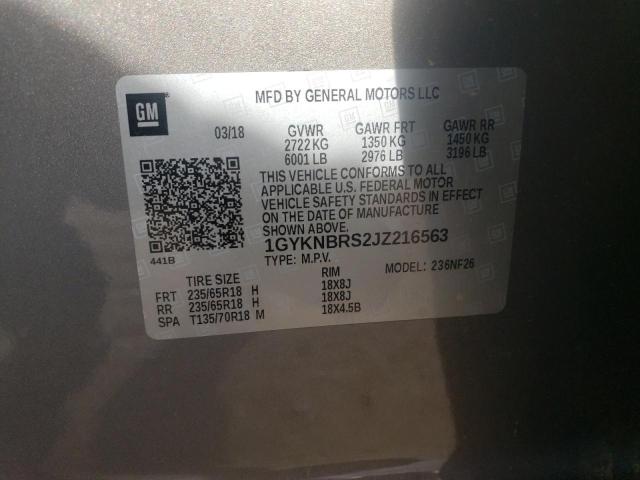 GM
MFD BY GENERAL MOTORS LLC
03/18 GVWR GAWR FRT GAWR RR
2722 KG 1350 KG 1450 KG
6001 LB 2976 LB 3196 LB
THIS VEHICLE CONFORMS TO ALL
APPLICABLE U.S. FEDERAL MOTOR
VEHICLE SAFETY STANDARDS IN EFFECT
ON THE DATE OF MANUFACTURE
SHOWN ABOVE.
1GYKNBRS2JZ216563
441B TYPE: M.P.V. MODEL: 236NF26
TIRE SIZE RIM
FRT 235/65R18 H 18X8J
RR 235/65R18 H 18X8J
SPA T135/70R18 M 18X4.5B